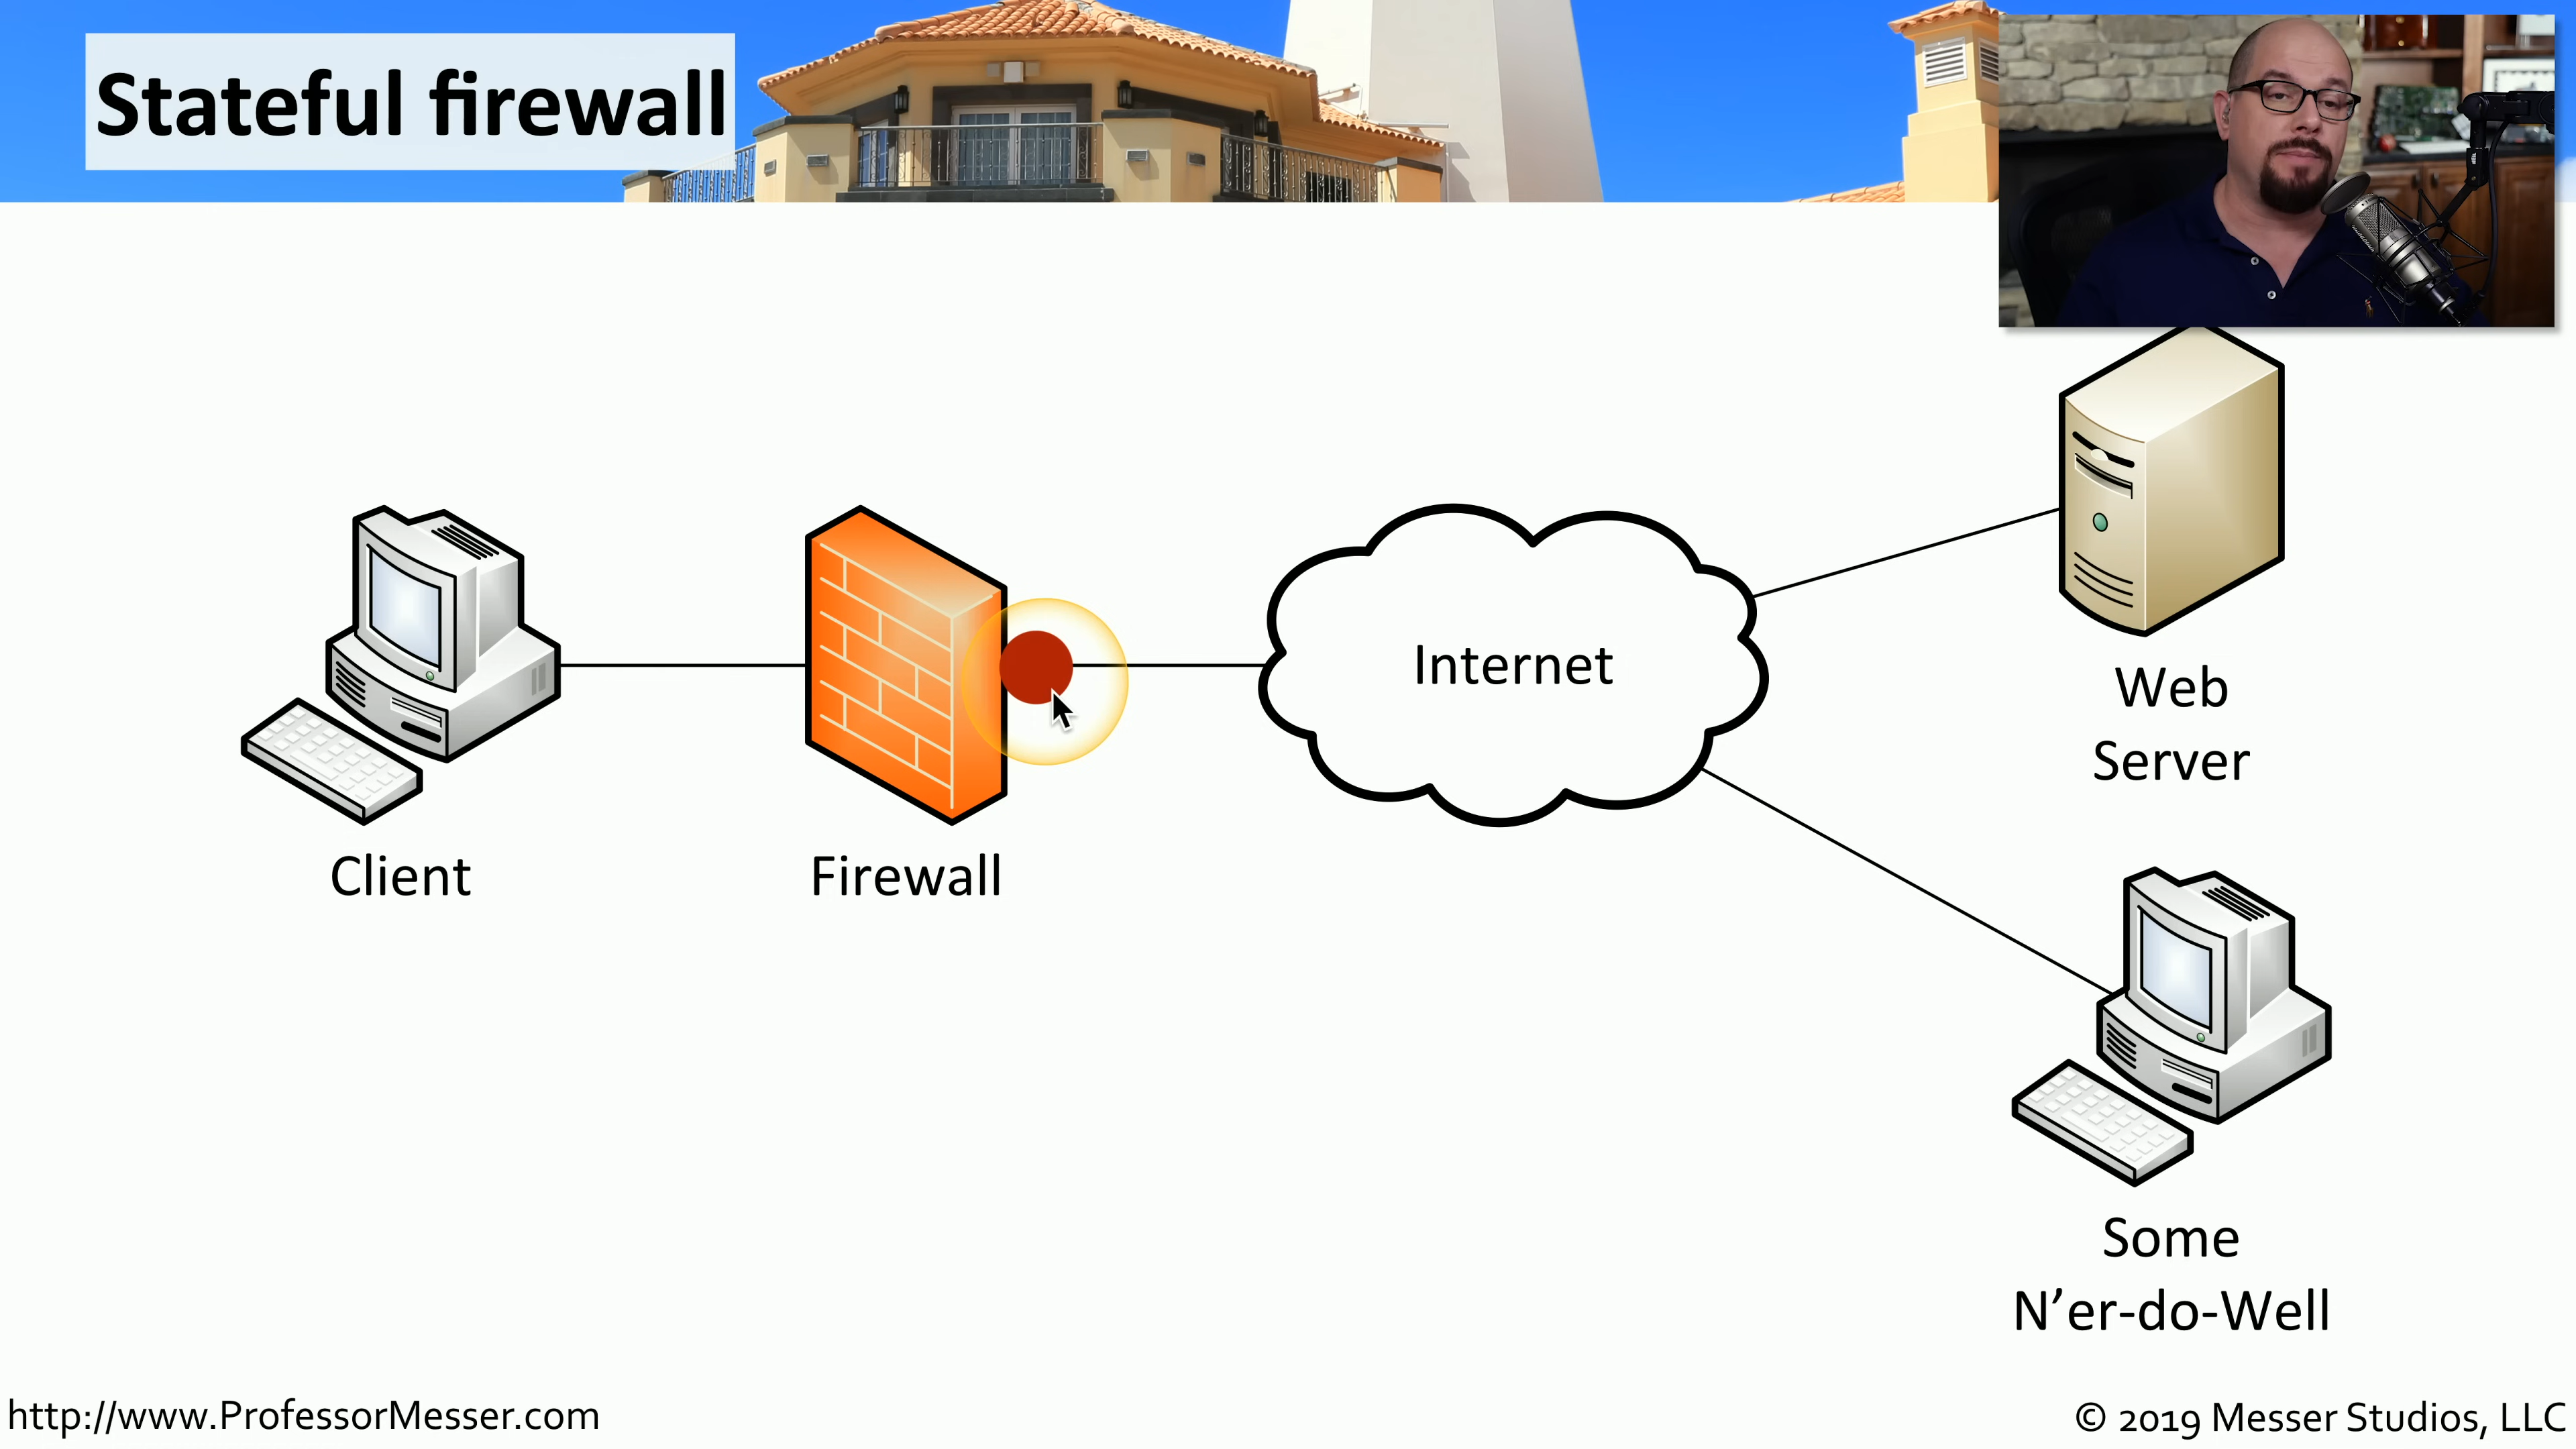 Stateful firewall
Internet
Web
Server
Client
Firewall
Some
N’er-do-Well
http://www.ProfessorMesser.com
© 2019 Messer Studios, LLC